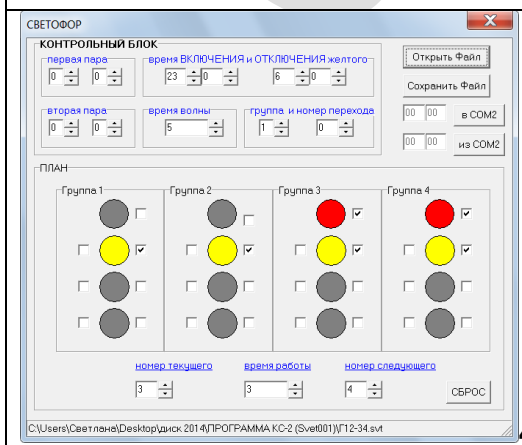 СВЕТОФОР
КОНТРОЛЬНЫЙ БЛОК
первая пара
0 0
время ВКЛЮЧЕНИЯ и ОТКЛЮЧЕНИЯ желтого
23 0 6 0
Открыть Файл
Сохранить Файл
вторая пара
0 0
время волны
5
группа и номер перехода
1 0
00 00 в COM2
00 00 из COM2
ПЛАН
Группа 1 Группа 2 Группа 3 Группа 4
номер текущего время работы номер следующего
3 3 4 СБРОС
C:\Users\Светлана\Desktop\диск 2014\ПРОГРАММА КС-2 (Svet001)\Г12-34.svt